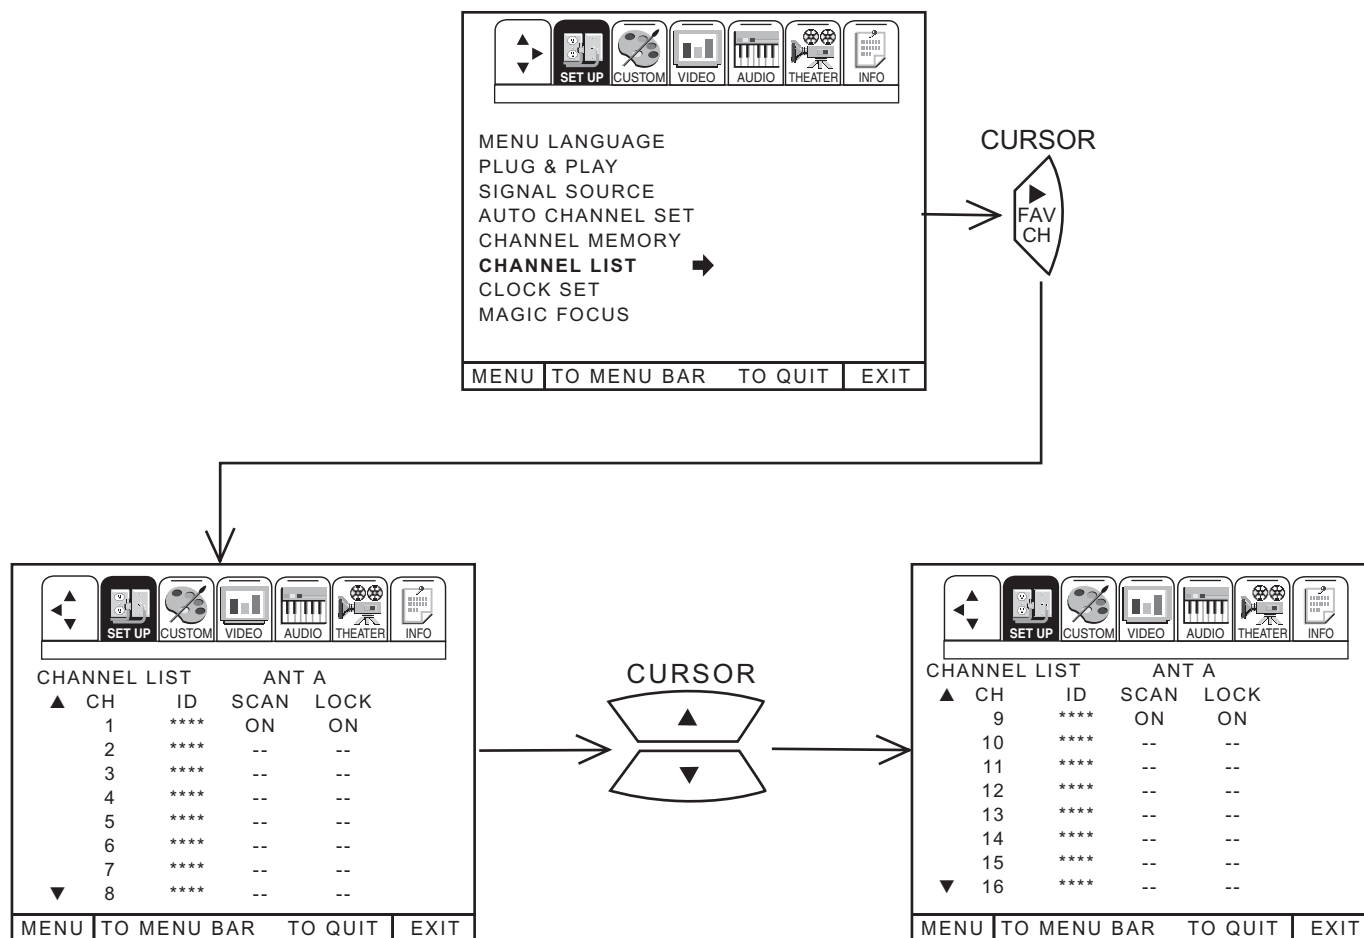 SET UP CUSTOM VIDEO AUDIO THEATER INFO
MENU LANGUAGE
PLUG & PLAY
SIGNAL SOURCE
AUTO CHANNEL SET
CHANNEL MEMORY
CHANNEL LIST
CLOCK SET
MAGIC FOCUS
MENU TO MENU BAR TO QUIT EXIT
CURSOR
FAV
CH
SET UP CUSTOM VIDEO AUDIO THEATER INFO
CHANNEL LIST ANT A
CH ID SCAN LOCK
1 **** ON ON
2 **** -- --
3 **** -- --
4 **** -- --
5 **** -- --
6 **** -- --
7 **** -- --
8 **** -- --
MENU TO MENU BAR TO QUIT EXIT
CURSOR
SET UP CUSTOM VIDEO AUDIO THEATER INFO
CHANNEL LIST ANT A
CH ID SCAN LOCK
9 **** ON ON
10 **** -- --
11 **** -- --
12 **** -- --
13 **** -- --
14 **** -- --
15 **** -- --
16 **** -- --
MENU TO MENU BAR TO QUIT EXIT